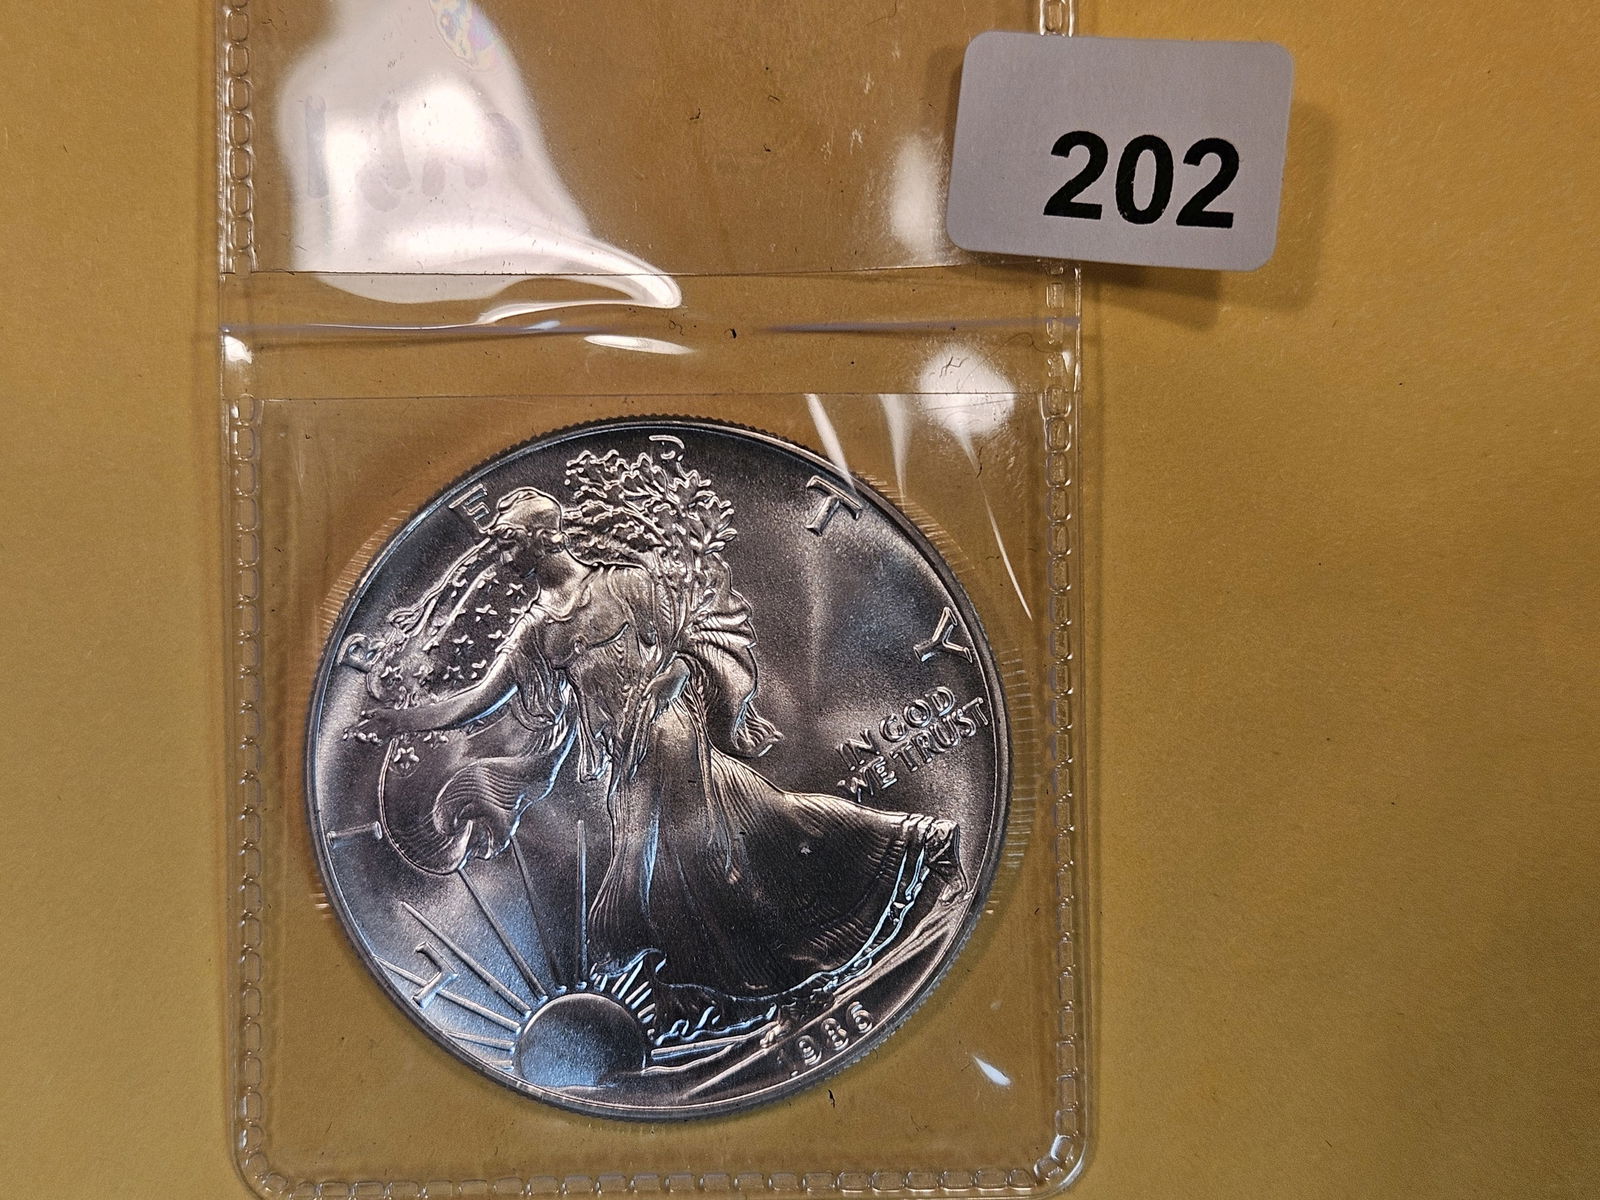 202
LIBERTY
IN GOD
WE TRUST
1986